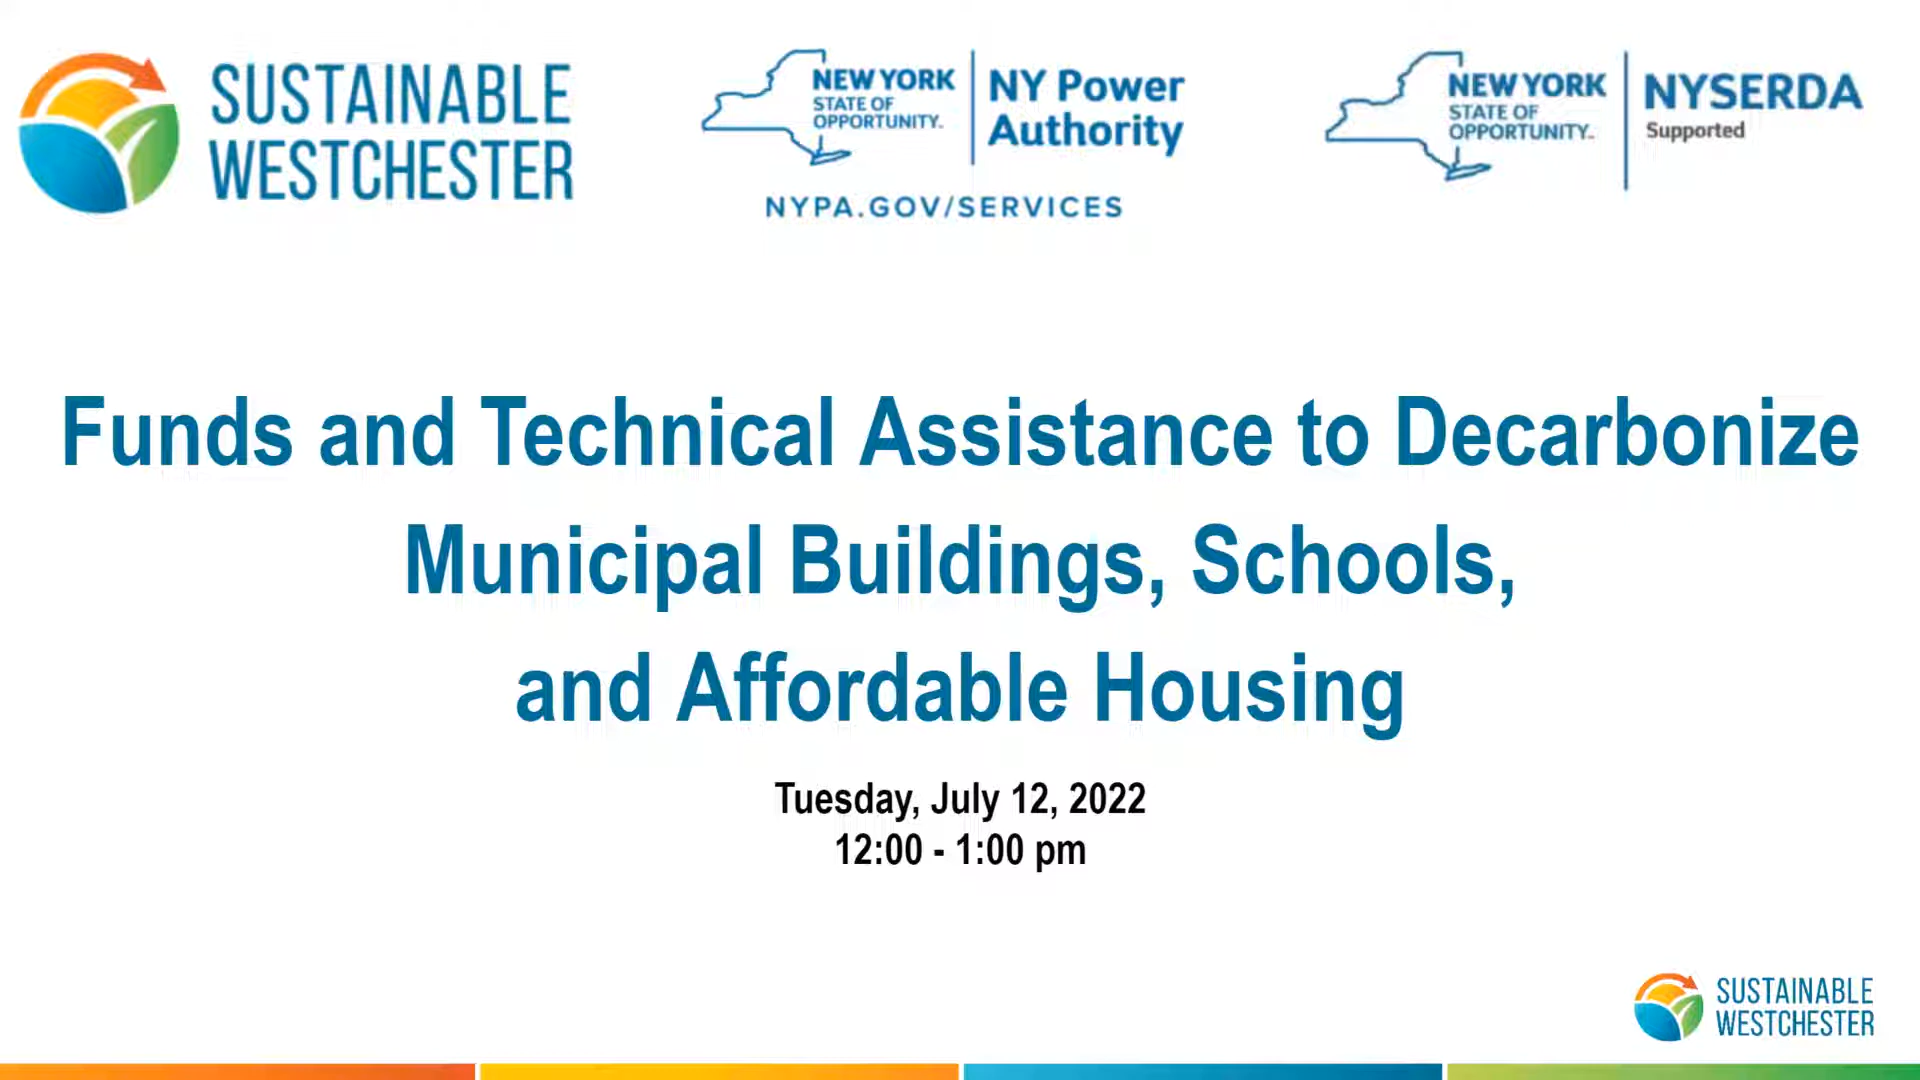 SUSTAINABLE
WESTCHESTER
NEW YORK
STATE OF
OPPORTUNITY.
NY Power
Authority
NYPA.GOV/SERVICES
NEW YORK
STATE OF
OPPORTUNITY.
NYSERDA
Supported
Funds and Technical Assistance to Decarbonize
Municipal Buildings, Schools,
and Affordable Housing
Tuesday, July 12, 2022
12:00 - 1:00 pm
SUSTAINABLE
WESTCHESTER